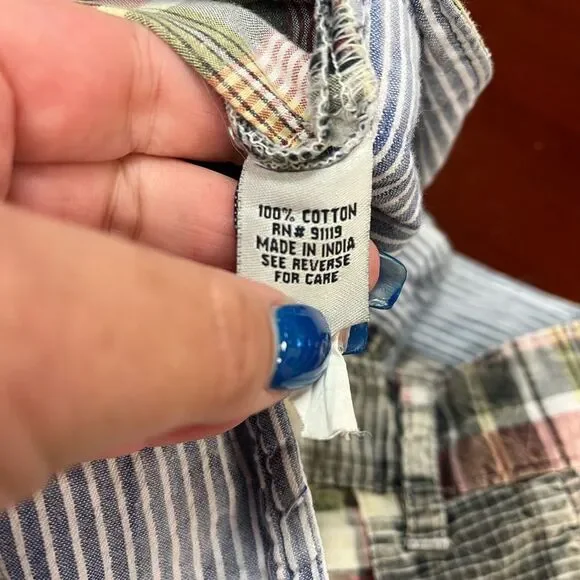 100% COTTON
RN# 91119
MADE IN INDIA
SEE REVERSE
FOR CARE